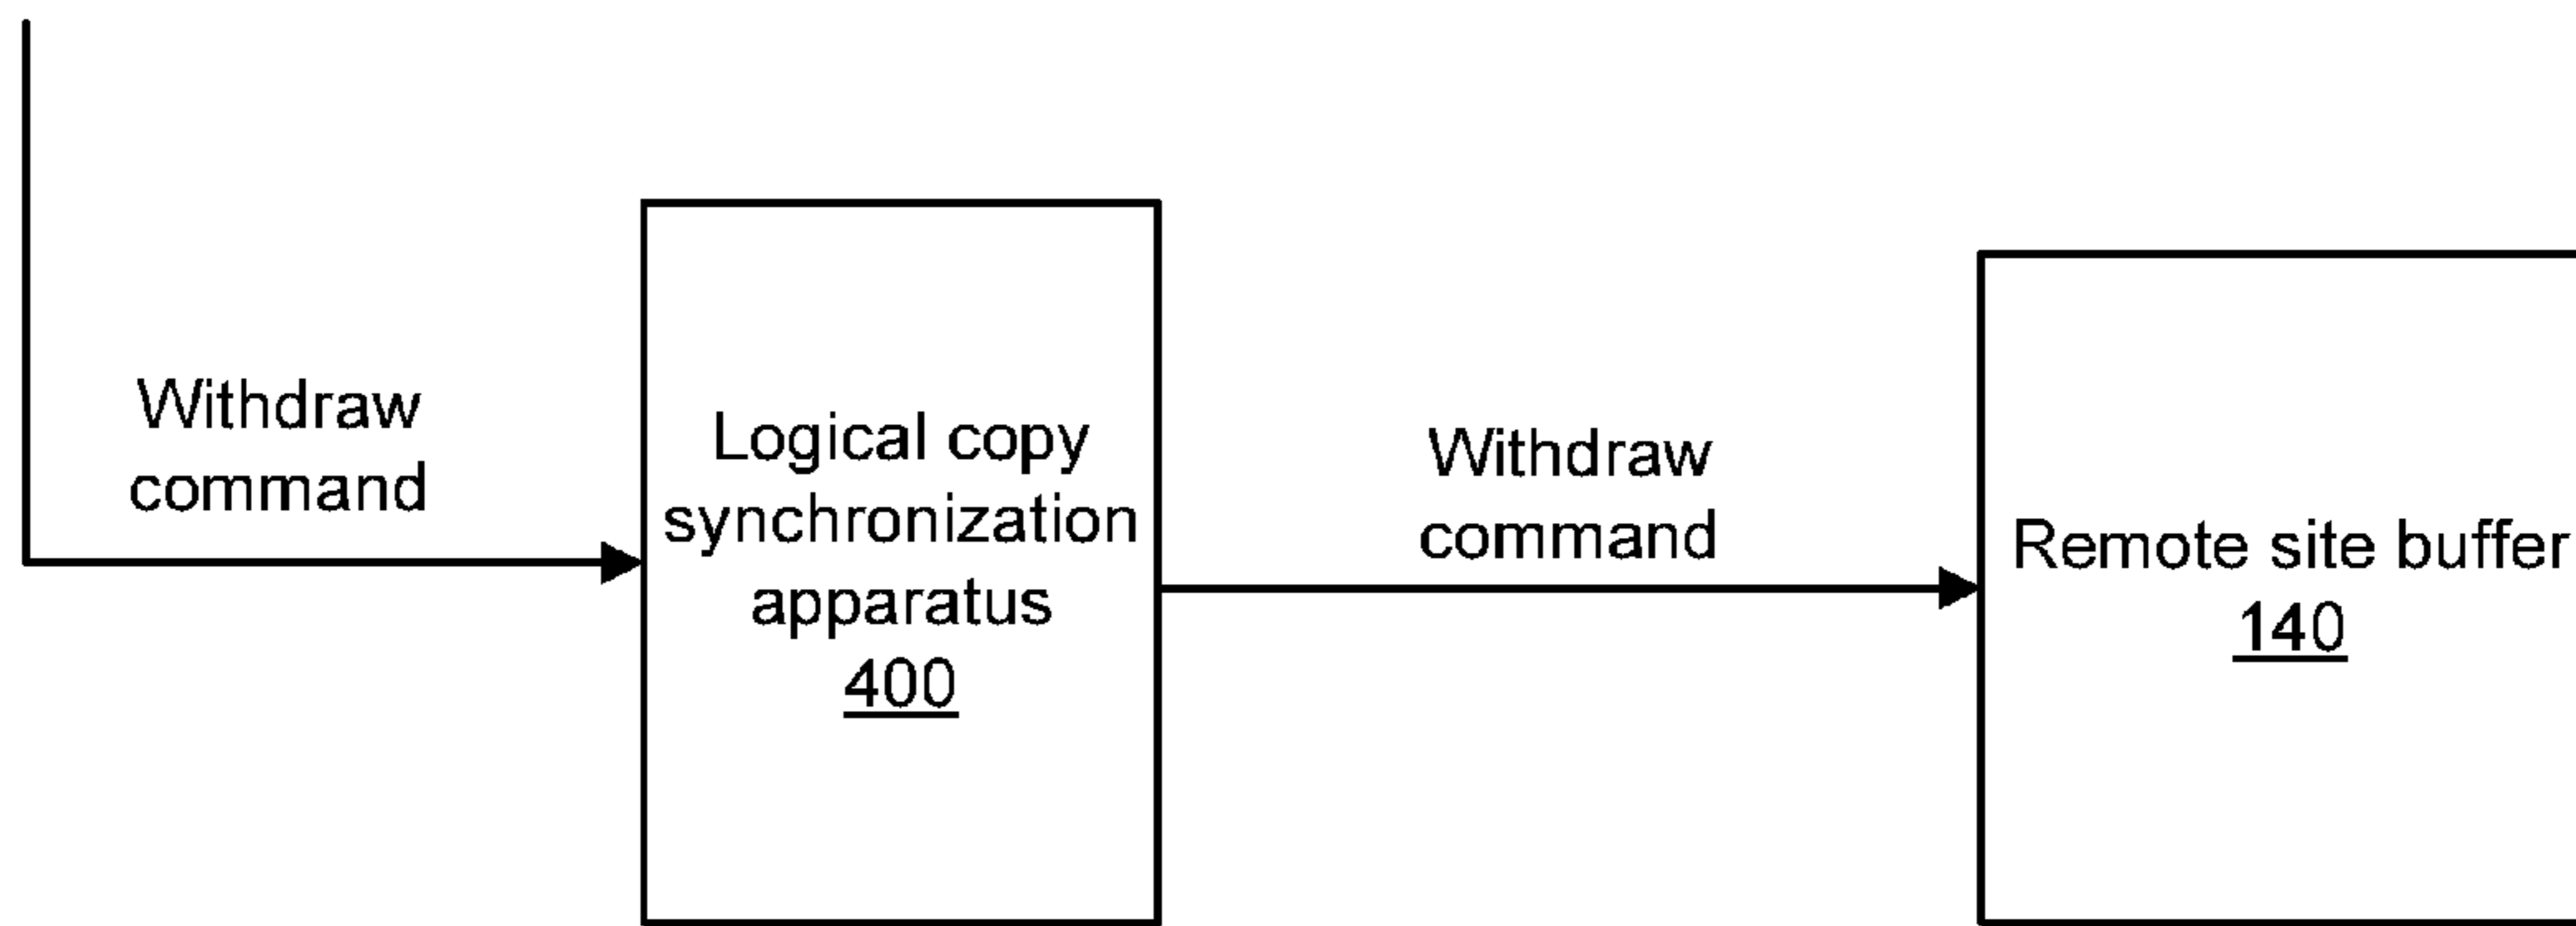 Withdraw
command
Logical copy
synchronization
apparatus
400
Withdraw
command
Remote site buffer
140